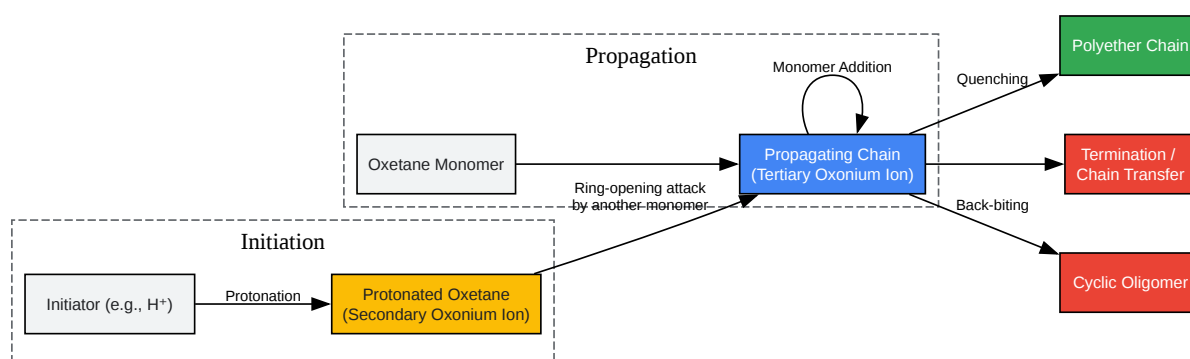 Propagation
Monomer Addition
Quenching
Polyether Chain
Oxetane Monomer
Propagating Chain
(Tertiary Oxonium Ion)
Termination /
Chain Transfer
Ring-opening attack
by another monomer
Back-biting
Initiation
Initiator (e.g., H⁺)
Protonation
Protonated Oxetane
(Secondary Oxonium Ion)
Cyclic Oligomer